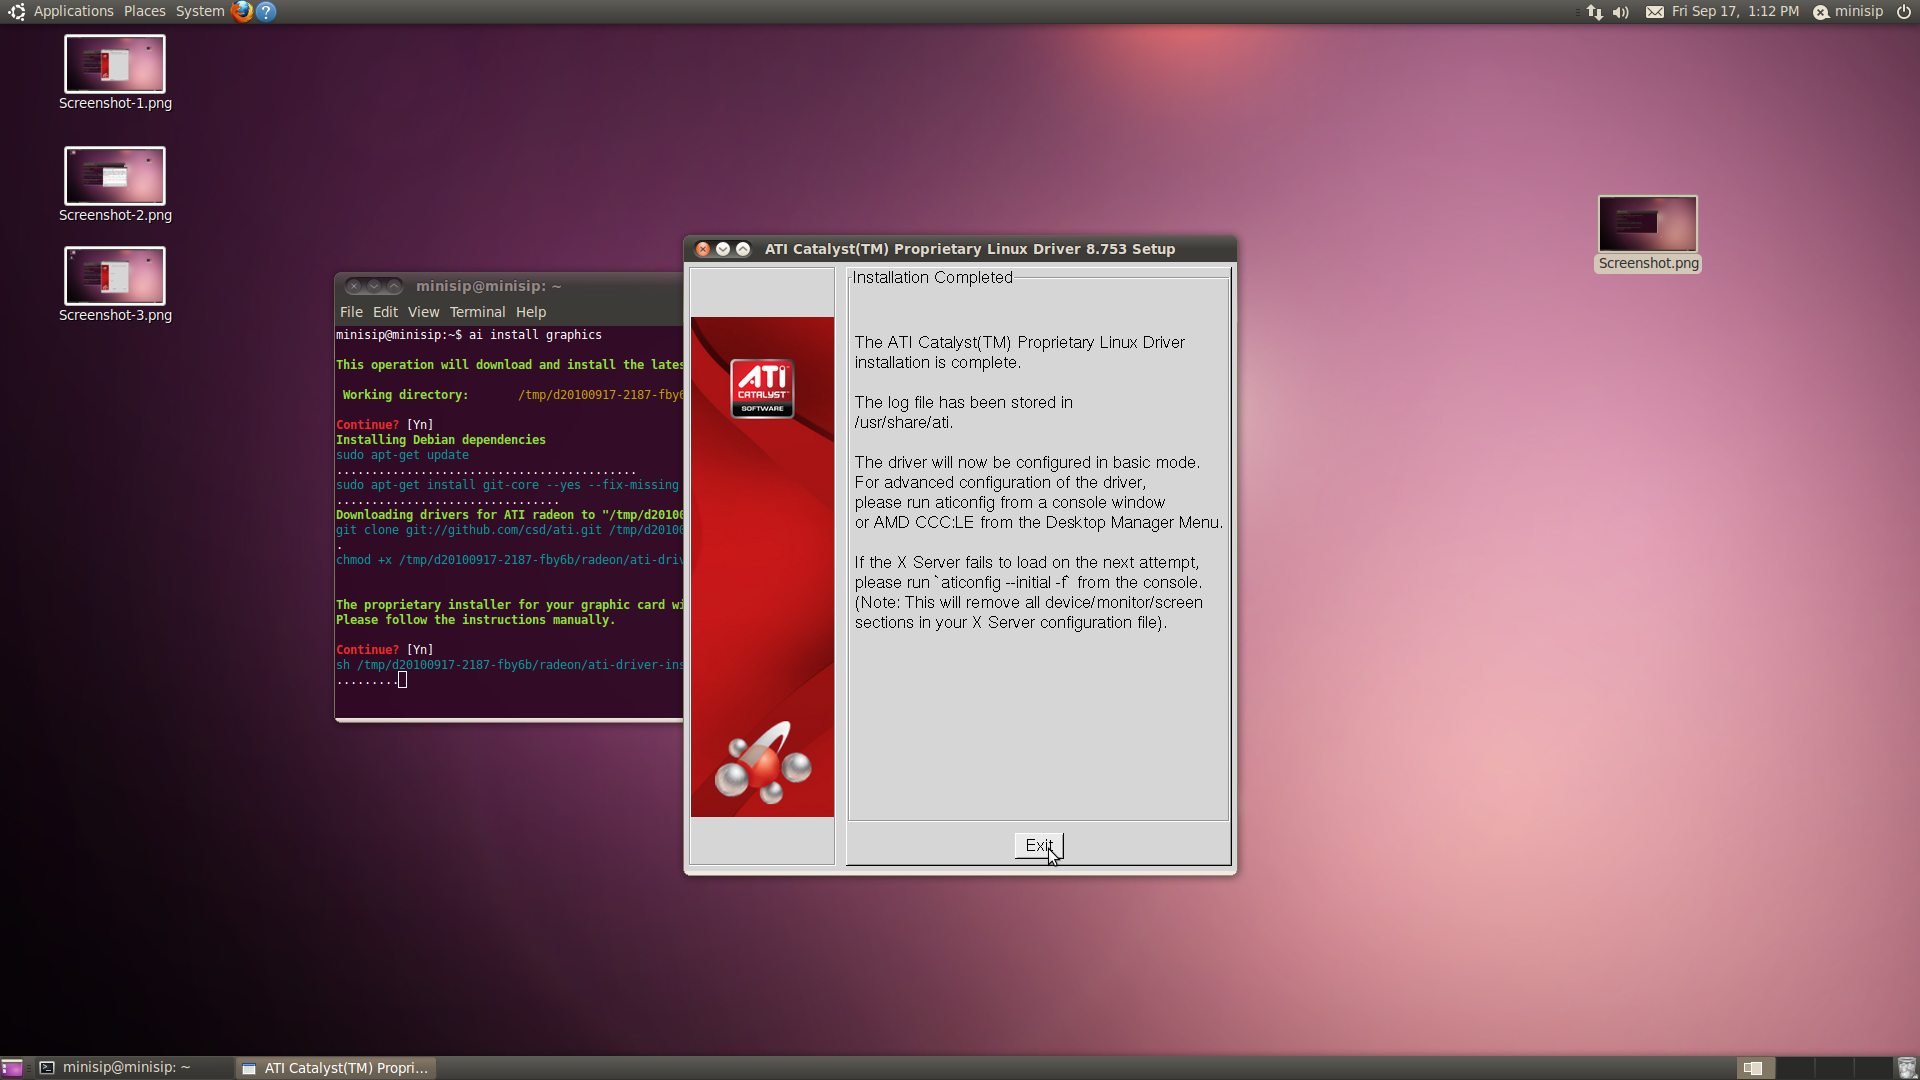 Applications Places System
Fri Sep 17, 1:12 PM minisip
Screenshot-1.png
Screenshot-2.png
Screenshot-3.png
Screenshot.png
minisip@minisip: ~
File Edit View Terminal Help
minisip@minisip:~$ ai install graphics
This operation will download and install the lates
Working directory: /tmp/d20100917-2187-fby6
Continue? [Yn]
Installing Debian dependencies
sudo apt-get update
...........................................
sudo apt-get install git-core --yes --fix-missing
................................
Downloading drivers for ATI radeon to "/tmp/d20100
git clone git://github.com/csd/ati.git /tmp/d20100
.
chmod +x /tmp/d20100917-2187-fby6b/radeon/ati-driv
The proprietary installer for your graphic card wi
Please follow the instructions manually.
Continue? [Yn]
sh /tmp/d20100917-2187-fby6b/radeon/ati-driver-ins
.........
ATI Catalyst(TM) Proprietary Linux Driver 8.753 Setup
ATI
CATALYST
SOFTWARE
Installation Completed
The ATI Catalyst(TM) Proprietary Linux Driver
installation is complete.
The log file has been stored in
/usr/share/ati.
The driver will now be configured in basic mode.
For advanced configuration of the driver,
please run aticonfig from a console window
or AMD CCC:LE from the Desktop Manager Menu.
If the X Server fails to load on the next attempt,
please run `aticonfig --initial -f` from the console.
(Note: This will remove all device/monitor/screen
sections in your X Server configuration file).
Exit
minisip@minisip: ~
ATI Catalyst(TM) Propri...